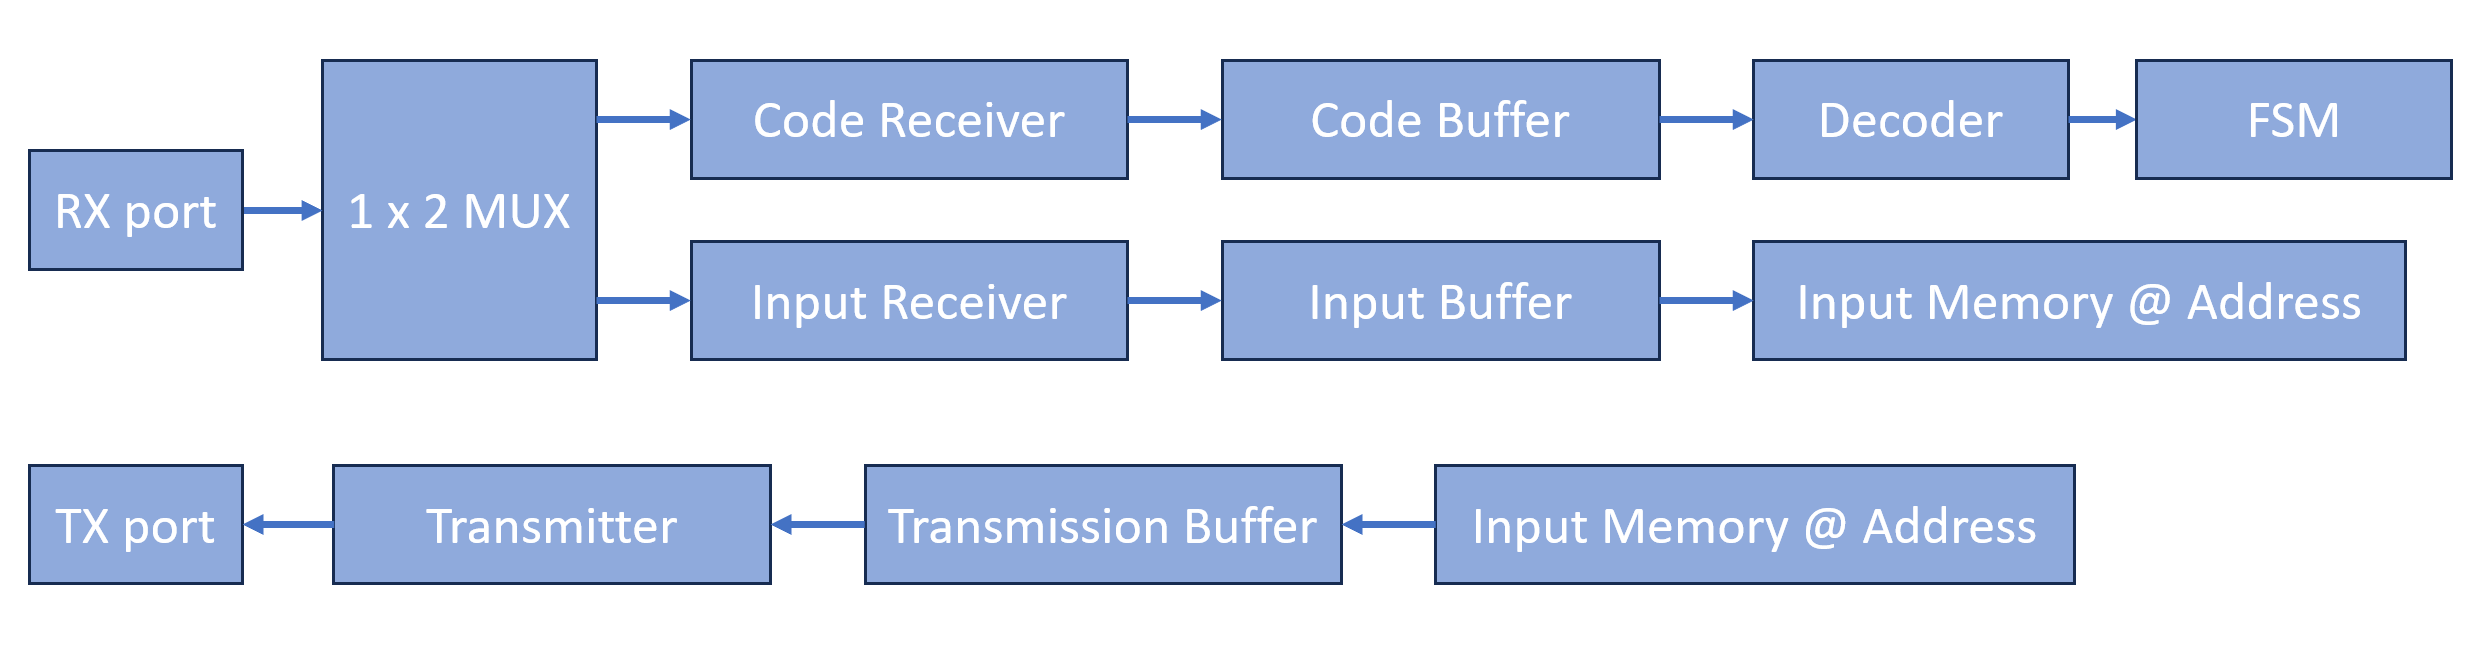 RX port
1 x 2 MUX
Code Receiver
Code Buffer
Decoder
FSM
Input Receiver
Input Buffer
Input Memory @ Address
TX port
Transmitter
Transmission Buffer
Input Memory @ Address